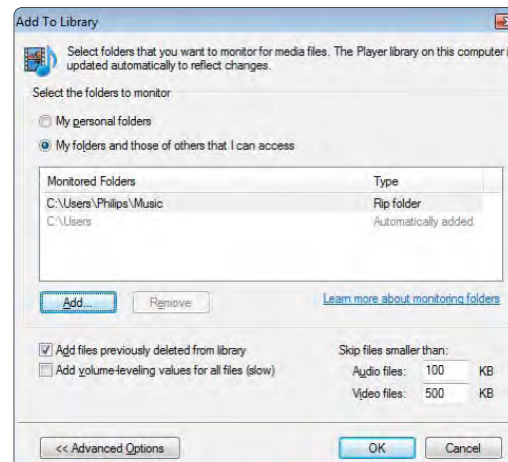 Add To Library
Select folders that you want to monitor for media files. The Player library on this computer
updated automatically to reflect changes.
Select the folders to monitor
My personal folders
My folders and those of others that I can access
Monitored Folders Type
C:\Users\Philips\Music Rip folder
C:\Users Automatically added
Add... Remove Learn more about monitoring folders
Add files previously deleted from library Skip files smaller than:
Add volume-leveling values for all files (slow) Audio files: 100 KB
Video files: 500 KB
<< Advanced Options OK Cancel